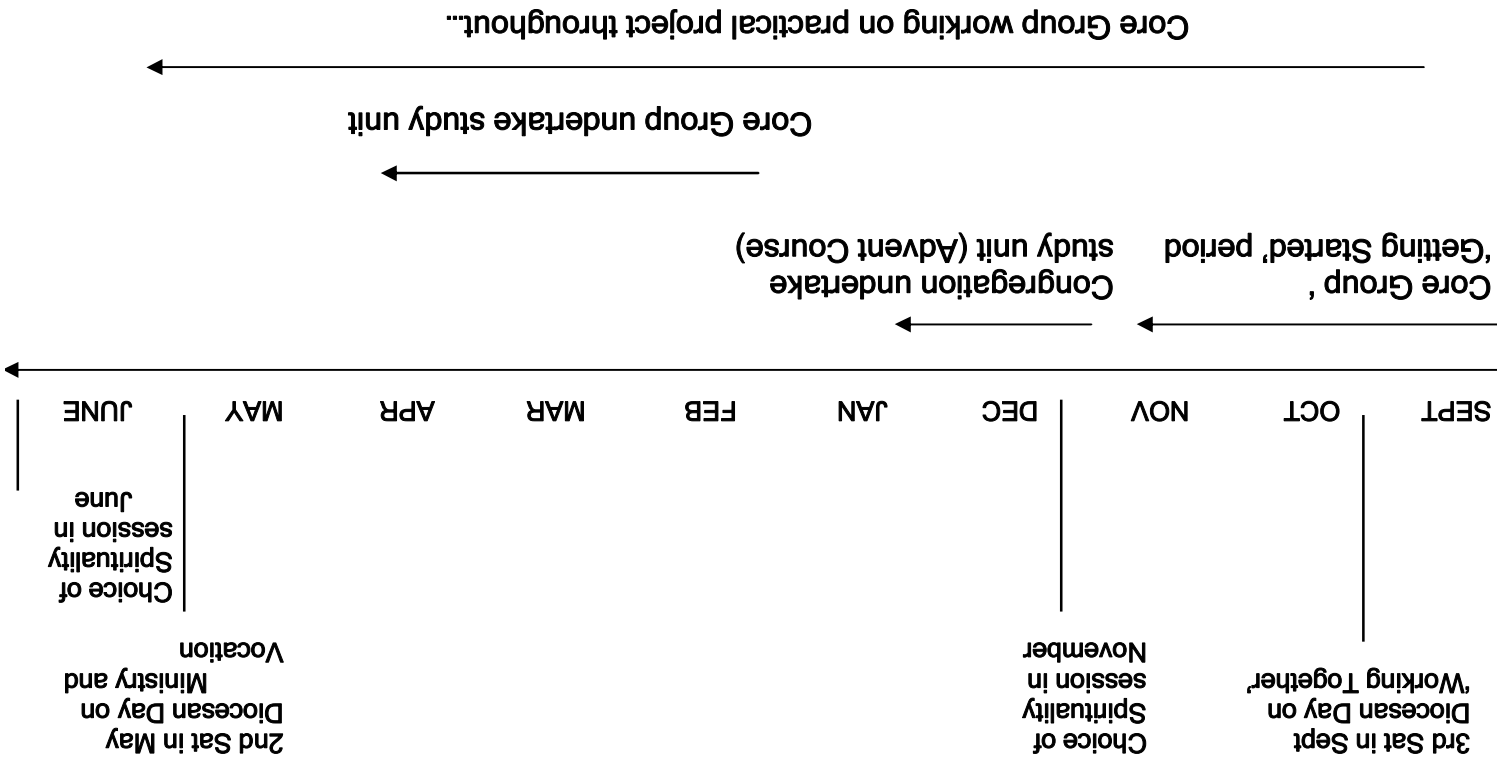 3rd Sat in Sept
Diocesan Day on
'Working Together'
Choice of
Spirituality
session in
November
2nd Sat in May
Diocesan Day on
Ministry and
Vocation
Choice of
Spirituality
session in
June
SEPT OCT NOV DEC JAN FEB MAR APR MAY JUNE
Core Group '
'Getting Started' period
Congregation undertake
study unit (Advent Course)
Core Group undertake study unit
Core Group working on practical project throughout...